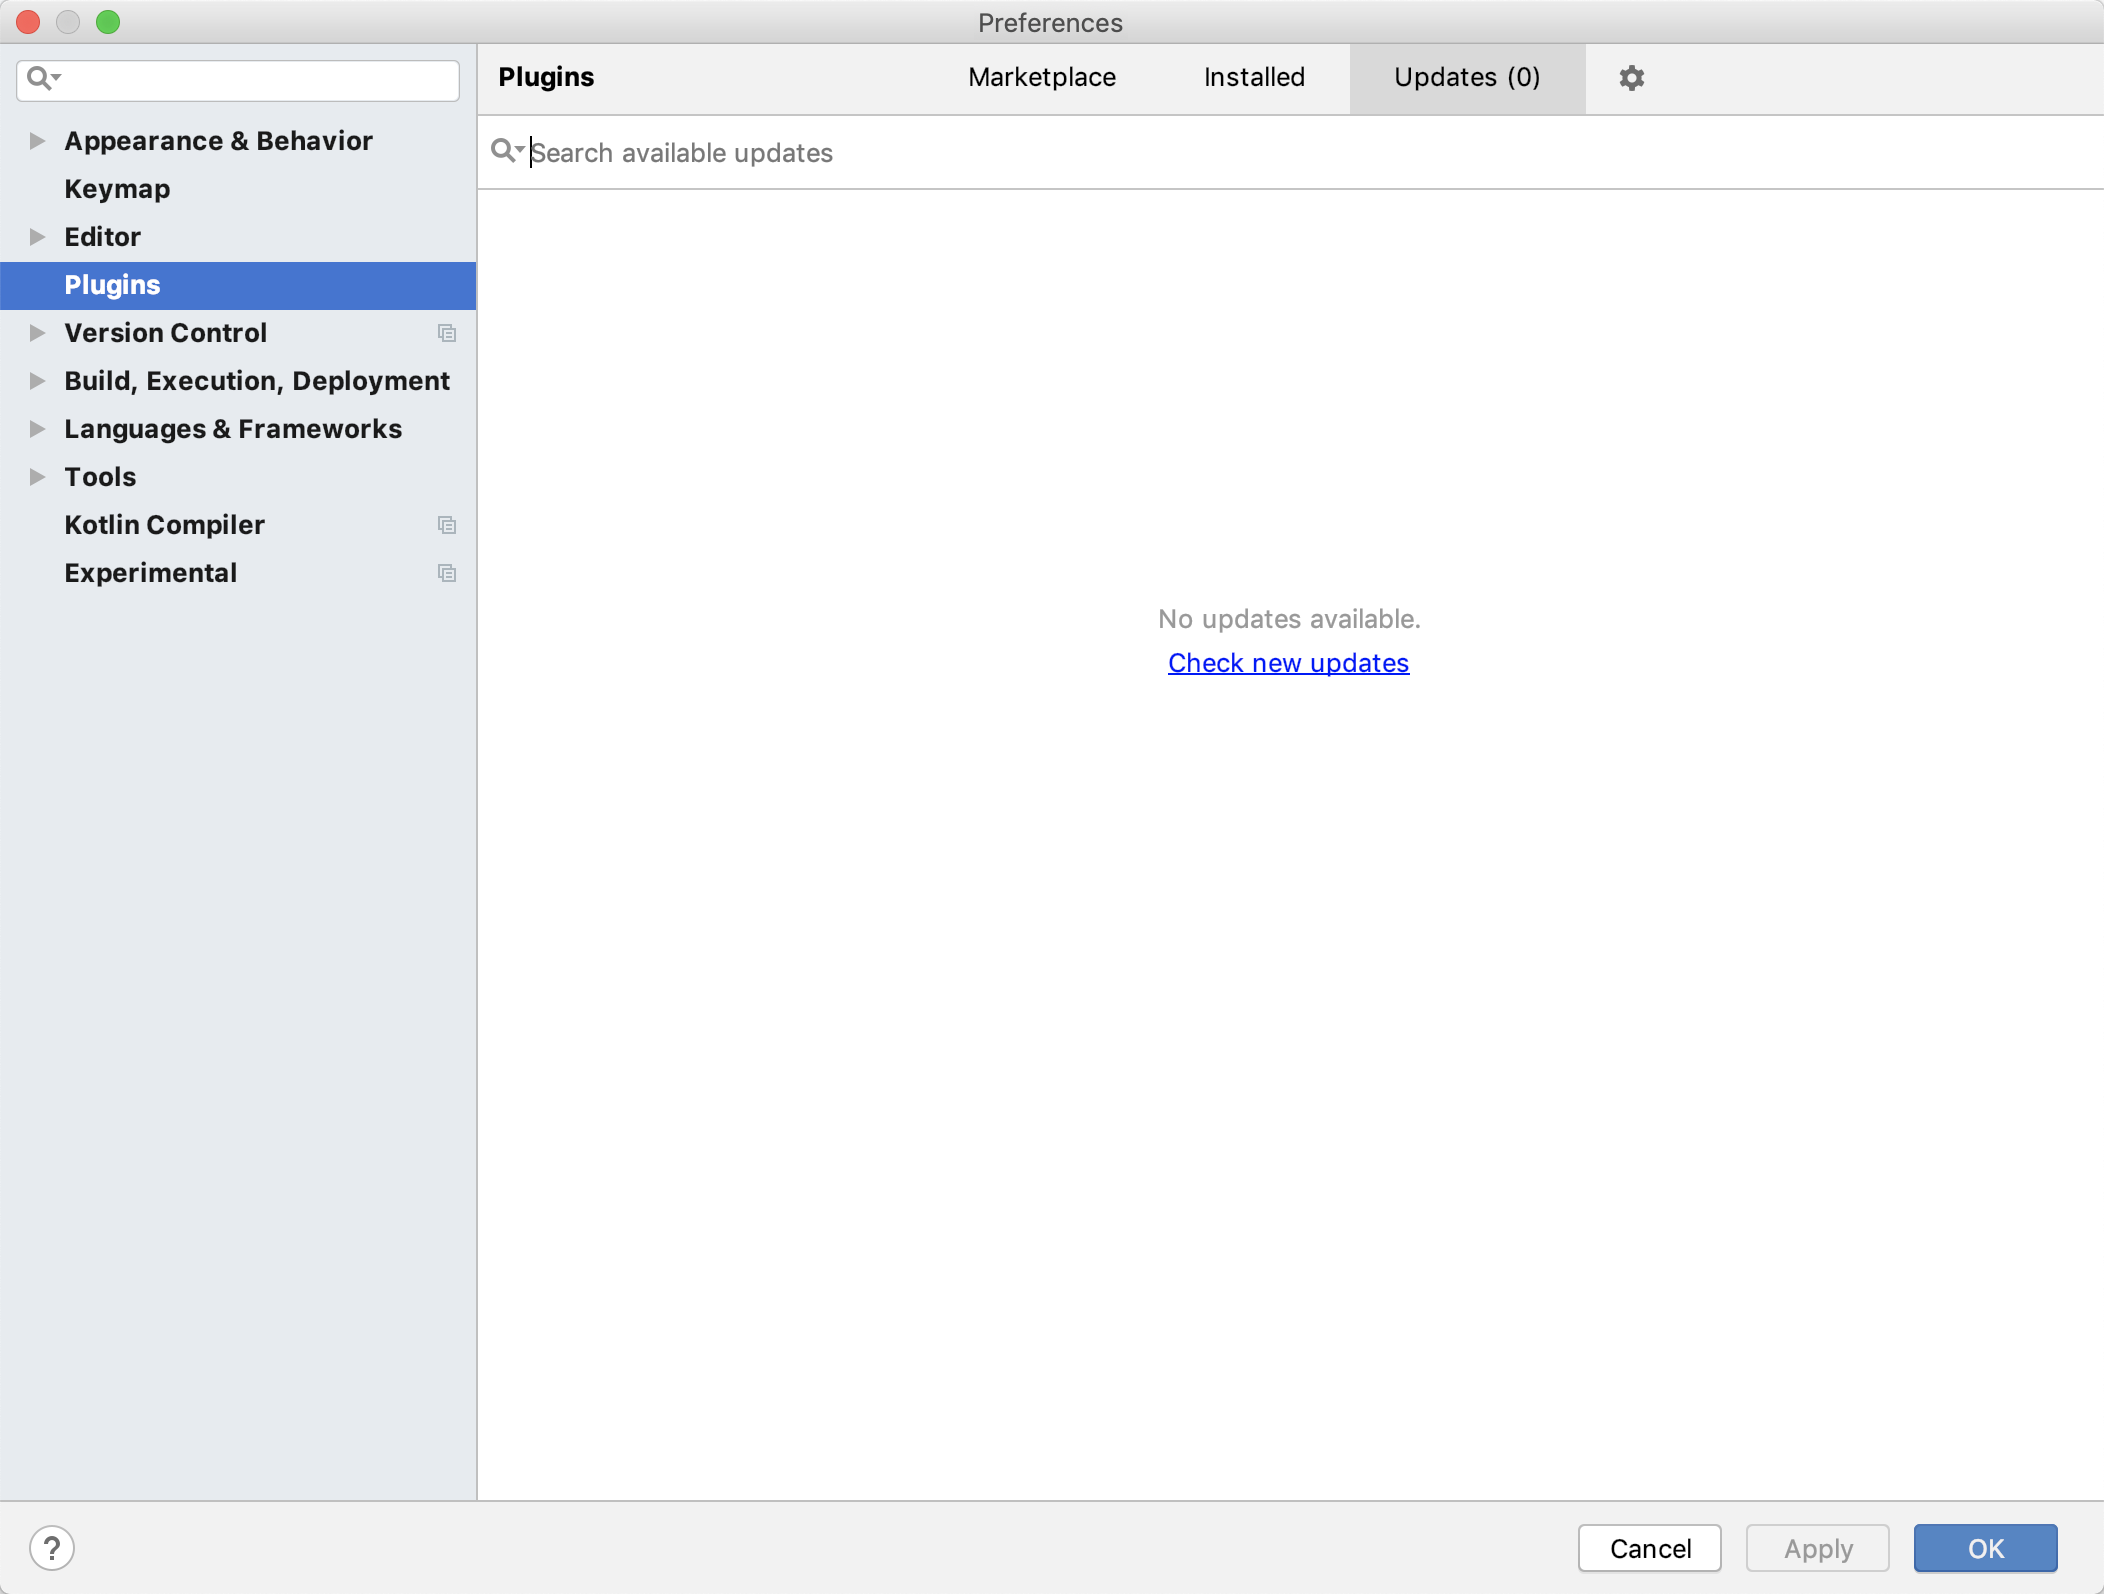 Preferences
Plugins
Marketplace
Installed
Updates (0)
Search available updates
Appearance & Behavior
Keymap
Editor
Plugins
Version Control
Build, Execution, Deployment
Languages & Frameworks
Tools
Kotlin Compiler
Experimental
No updates available.
Check new updates
?
Cancel
Apply
OK